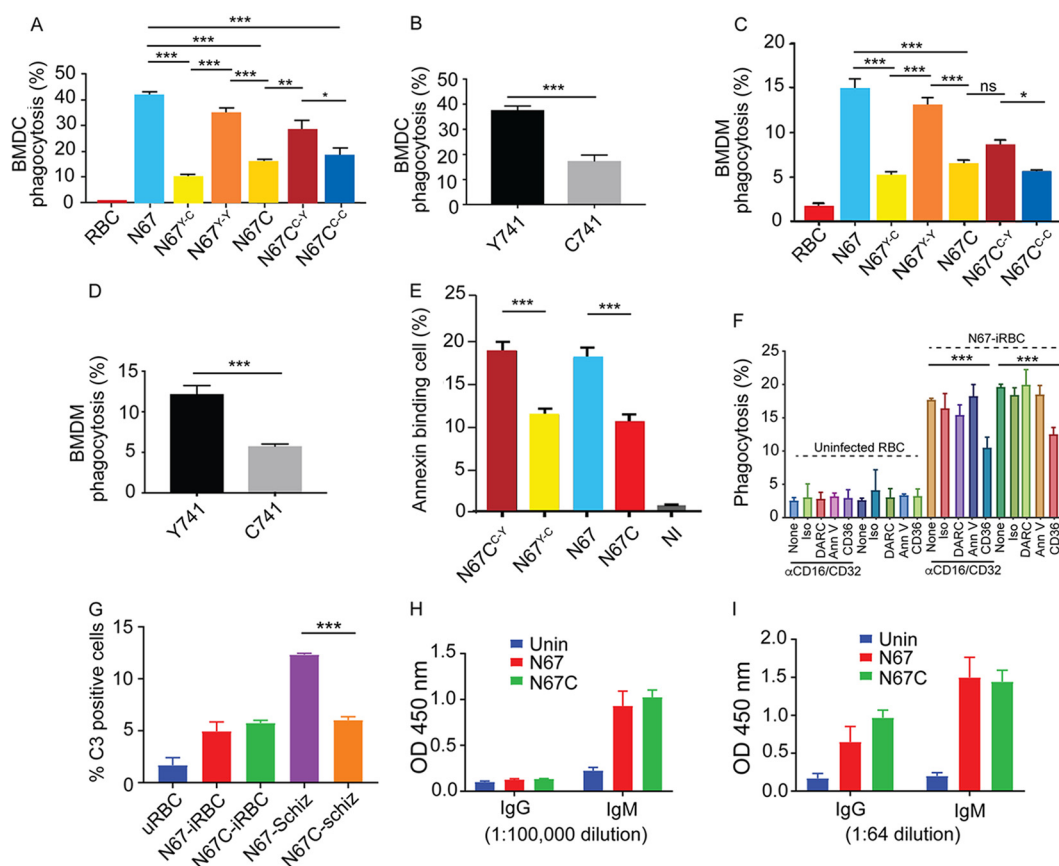 A
***
***
***
***
***
**
*
BMDC
phagocytosis (%)
50
40
30
20
10
0
RBC
N67
N67Y-C
N67Y-Y
N67C
N67CC-Y
N67CC-C
B
***
BMDC
phagocytosis (%)
50
40
30
20
10
0
Y741
C741
C
***
***
***
***
ns
*
BMDM
phagocytosis (%)
20
15
10
5
0
RBC
N67
N67Y-C
N67Y-Y
N67C
N67CC-Y
N67CC-C
D
***
BMDM
phagocytosis (%)
15
10
5
0
Y741
C741
E
***
***
Annexin binding cell (%)
25
20
15
10
5
0
N67CC-Y
N67Y-C
N67
N67C
NI
F
N67-iRBC
***
***
Uninfected RBC
Phagocytosis (%)
25
20
15
10
5
0
None
Iso
DARC
Ann V
CD36
None
Iso
DARC
Ann V
CD36
None
Iso
DARC
Ann V
CD36
None
Iso
DARC
Ann V
CD36
αCD16/CD32
αCD16/CD32
G
***
% C3 positive cells
15
10
5
0
uRBC
N67-iRBC
N67C-iRBC
N67-Schiz
N67C-schiz
H
Unin
N67
N67C
OD 450 nm
1.5
1.0
0.5
0.0
IgG
IgM
(1:100,000 dilution)
I
Unin
N67
N67C
OD 450 nm
2.0
1.5
1.0
0.5
0.0
IgG
IgM
(1:64 dilution)